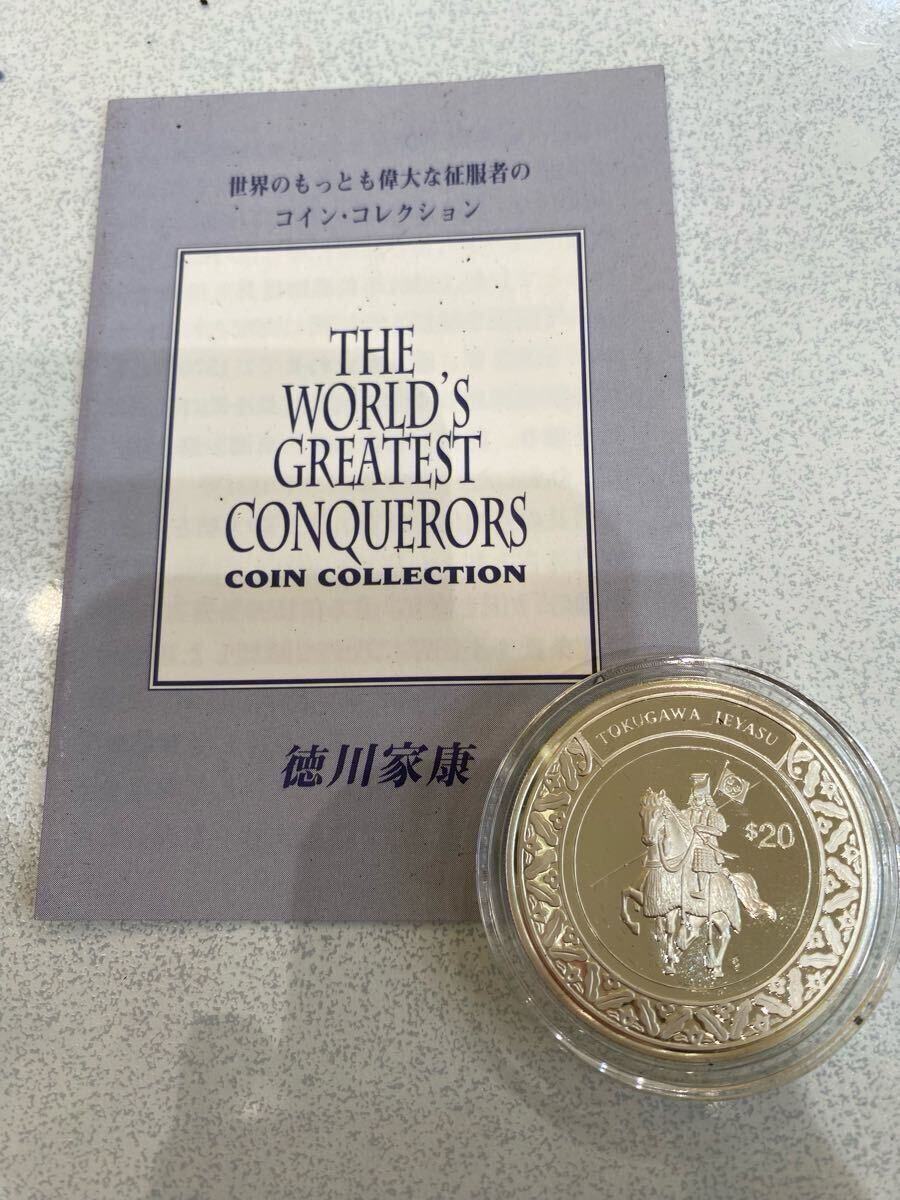 世界のもっとも偉大な征服者の
コイン・コレクション
THE
WORLD'S
GREATEST
CONQUERORS
COIN COLLECTION
徳川家康
TOKUGAWA IEYASU
$20